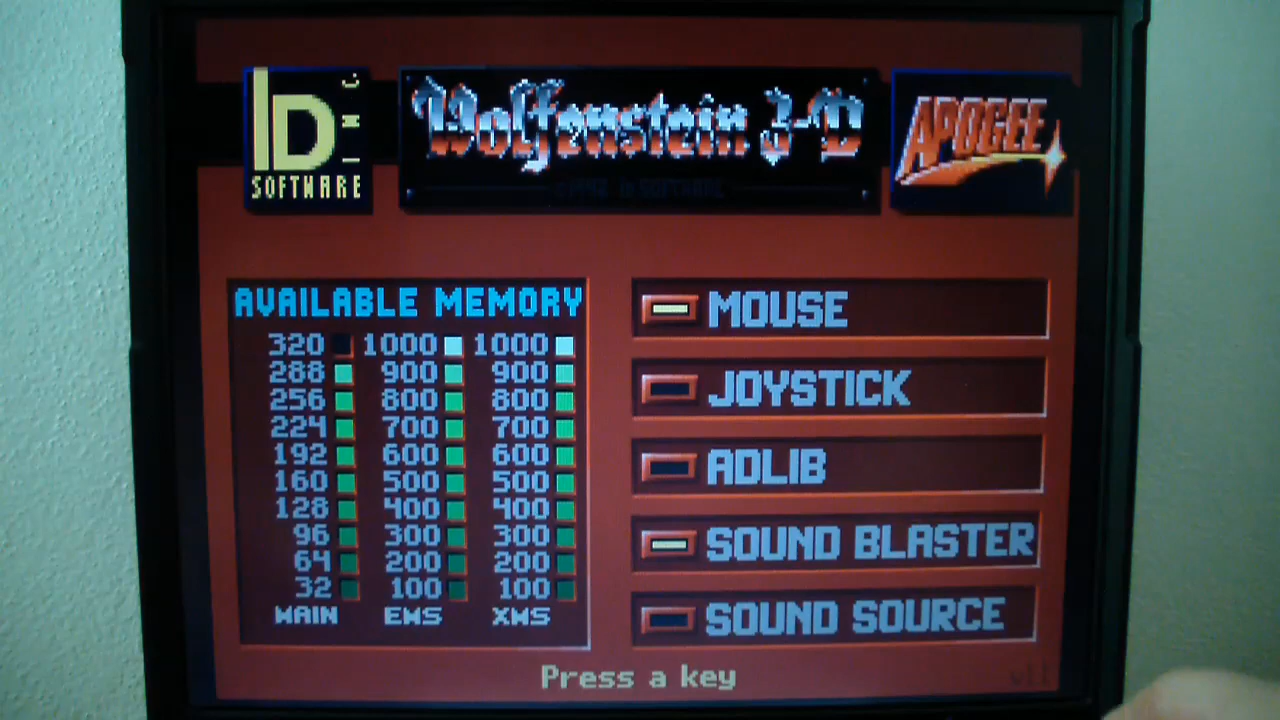 ID
INC.
SOFTWARE
Wolfenstein 3-D
APOGEE
AVAILABLE MEMORY
320 1000 1000
288 900 900
256 800 800
224 700 700
192 600 600
160 500 500
128 400 400
96 300 300
64 200 200
32 100 100
MAIN EMS XMS
MOUSE
JOYSTICK
ADLIB
SOUND BLASTER
SOUND SOURCE
Press a key